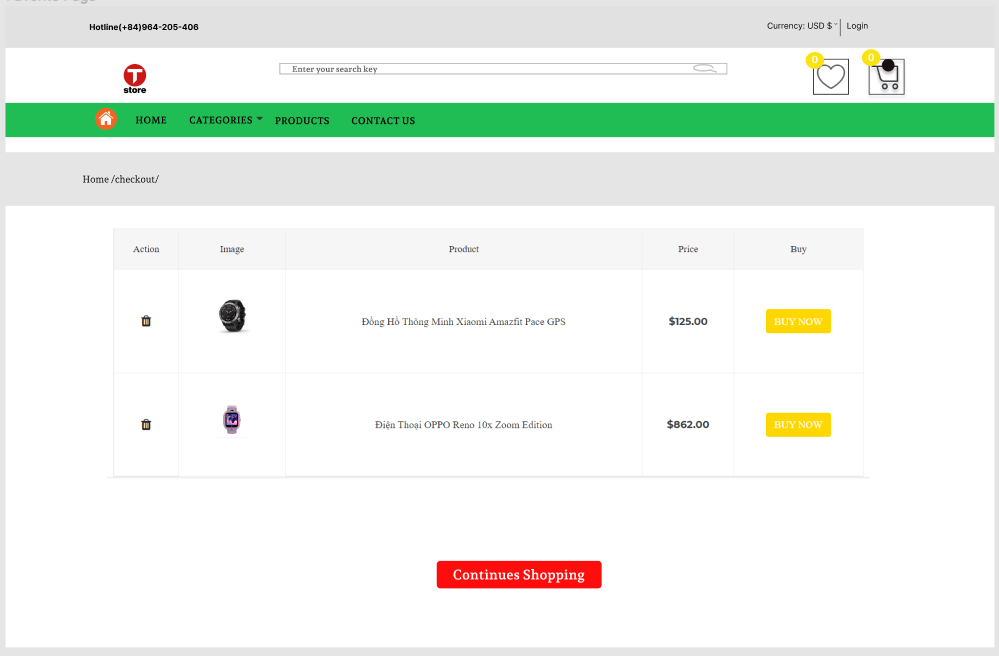 Hotline(+84)964-205-406
Currency: USD $
Login
T
store
Enter your search key
0
0
HOME
CATEGORIES
PRODUCTS
CONTACT US
Home /checkout/
Action
Image
Product
Price
Buy
Đồng Hồ Thông Minh Xiaomi Amazfit Pace GPS
$125.00
BUY NOW
Điện Thoại OPPO Reno 10x Zoom Edition
$862.00
BUY NOW
Continues Shopping